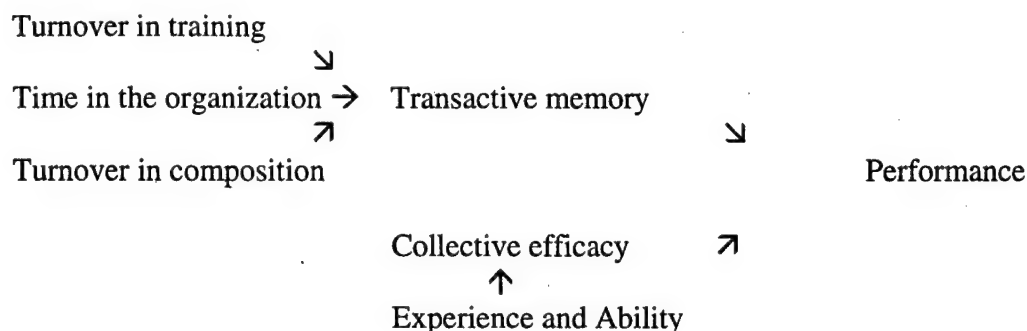 Turnover in training
↘
Time in the organization → Transactive memory
↗ ↘
Turnover in composition Performance
Collective efficacy ↗
↑
Experience and Ability